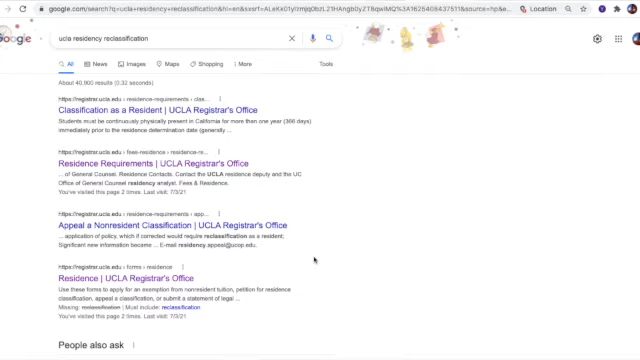 google.com/search?q=ucla+residency+reclassification&hl=en&sxsrf=
Location
Google
ucla residency reclassification
All News Images Maps Shopping More Tools
About 40,900 results (0.32 seconds)
https://registrar.ucla.edu › residence-requirements › clas...
Classification as a Resident | UCLA Registrar's Office
Students must be continuously physically present in California for more than one year (366 days)
immediately prior to the residence determination date (generally ...
https://registrar.ucla.edu › fees-residence › residence-re...
Residence Requirements | UCLA Registrar's Office
... of General Counsel. Residence Contacts. Contact the UCLA residence deputy and the UC
Office of General Counsel residency analyst. Fees & Residence.
You've visited this page 2 times. Last visit: 7/3/21
https://registrar.ucla.edu › residence-requirements › app...
Appeal a Nonresident Classification | UCLA Registrar's Office
... application of policy, which if corrected would require reclassification as a resident;
Significant new information became ... E-mail residency.appeal@ucop.edu.
https://registrar.ucla.edu › forms › residence
Residence | UCLA Registrar's Office
Use these forms to apply for an exemption from nonresident tuition, petition for residence
classification, appeal a classification, or submit a statement of legal ...
Missing: reclassification | Must include: reclassification
You've visited this page 2 times. Last visit: 7/3/21
People also ask